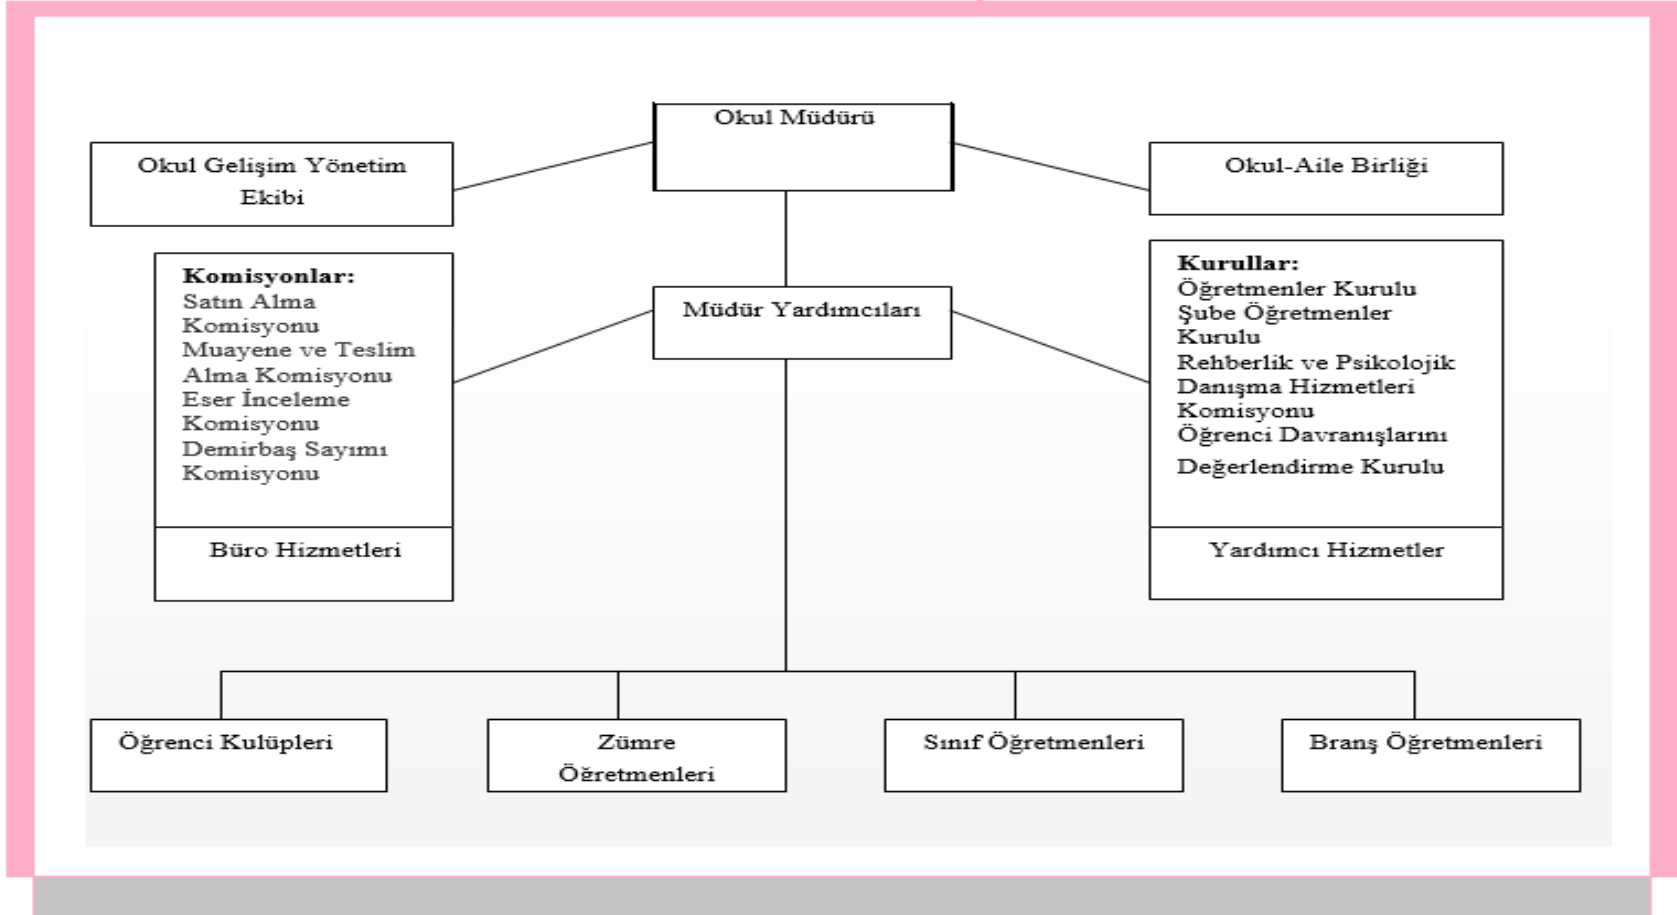 Okul Müdürü
Okul Gelişim Yönetim
Ekibi
Okul-Aile Birliği
Komisyonlar:
Satın Alma
Komisyonu
Muayene ve Teslim
Alma Komisyonu
Eser İnceleme
Komisyonu
Demirbaş Sayımı
Komisyonu
Büro Hizmetleri
Müdür Yardımcıları
Kurullar:
Öğretmenler Kurulu
Şube Öğretmenler
Kurulu
Rehberlik ve Psikolojik
Danışma Hizmetleri
Komisyonu
Öğrenci Davranışlarını
Değerlendirme Kurulu
Yardımcı Hizmetler
Öğrenci Kulüpleri
Zümre
Öğretmenleri
Sınıf Öğretmenleri
Branş Öğretmenleri